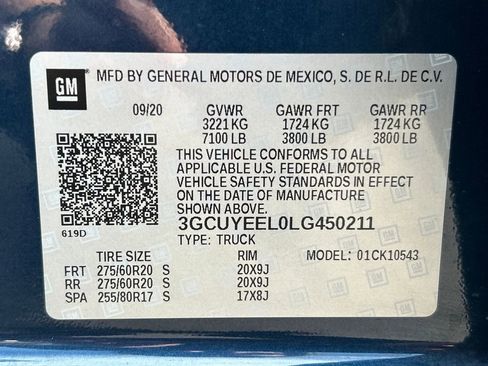 GM
MFD BY GENERAL MOTORS DE MEXICO, S. DE R.L. DE C.V.
09/20 GVWR GAWR FRT GAWR RR
3221 KG 1724 KG 1724 KG
7100 LB 3800 LB 3800 LB
THIS VEHICLE CONFORMS TO ALL
APPLICABLE U.S. FEDERAL MOTOR
VEHICLE SAFETY STANDARDS IN EFFECT
ON THE DATE OF MANUFACTURE
SHOWN ABOVE.
3GCUYEEL0LG450211
619D
TYPE: TRUCK
TIRE SIZE RIM MODEL: 01CK10543
FRT 275/60R20 S 20X9J
RR 275/60R20 S 20X9J
SPA 255/80R17 S 17X8J